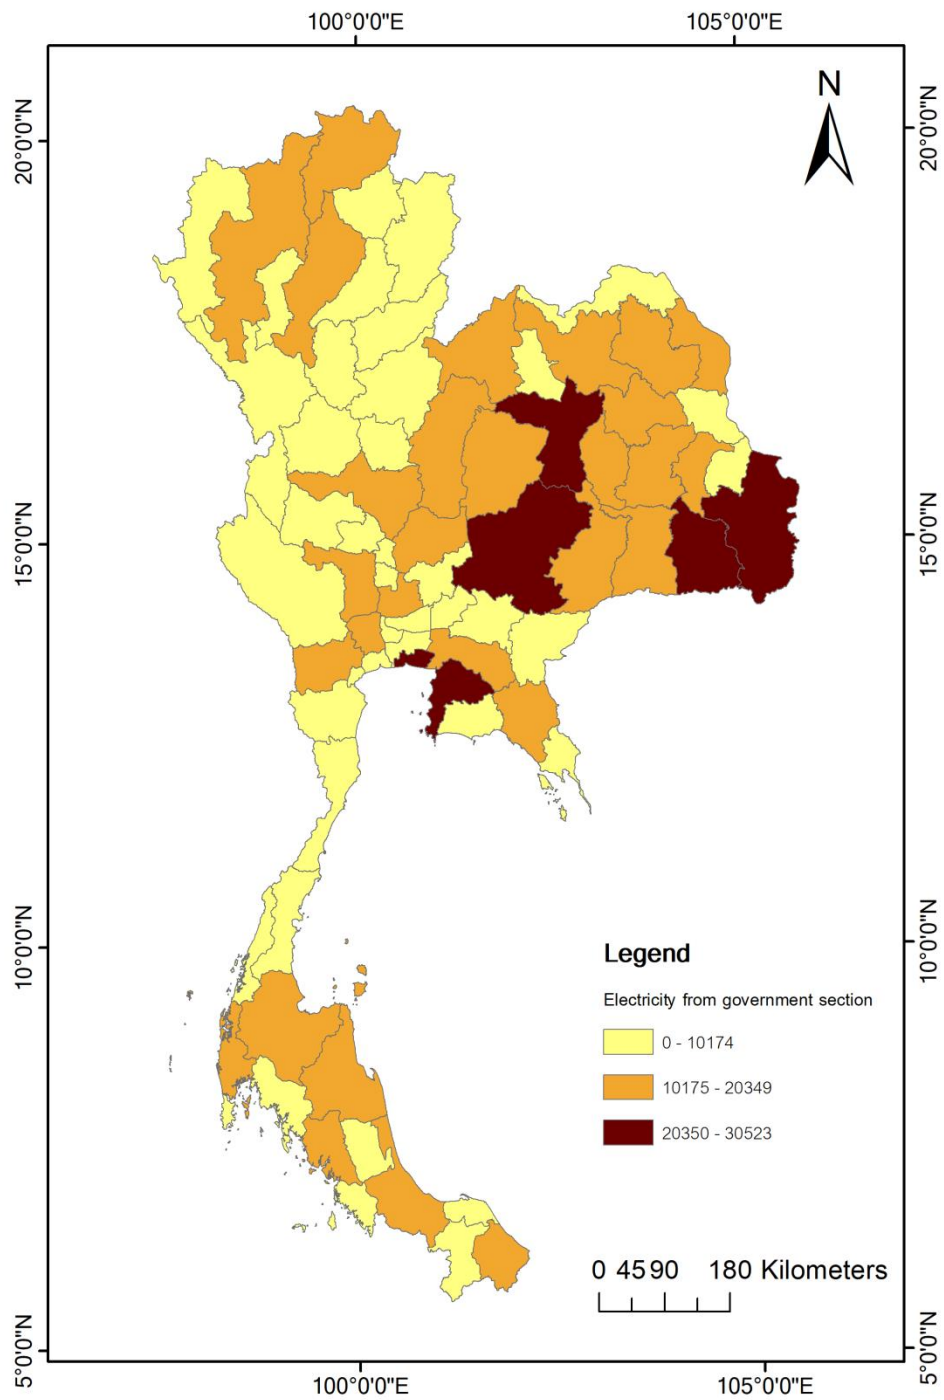 100°0'0"E 105°0'0"E
N
20°0'0"N 20°0'0"N
15°0'0"N 15°0'0"N
10°0'0"N 10°0'0"N
Legend
Electricity from government section
0 - 10174
10175 - 20349
20350 - 30523
0 45 90 180 Kilometers
5°0'0"N 5°0'0"N
100°0'0"E 105°0'0"E